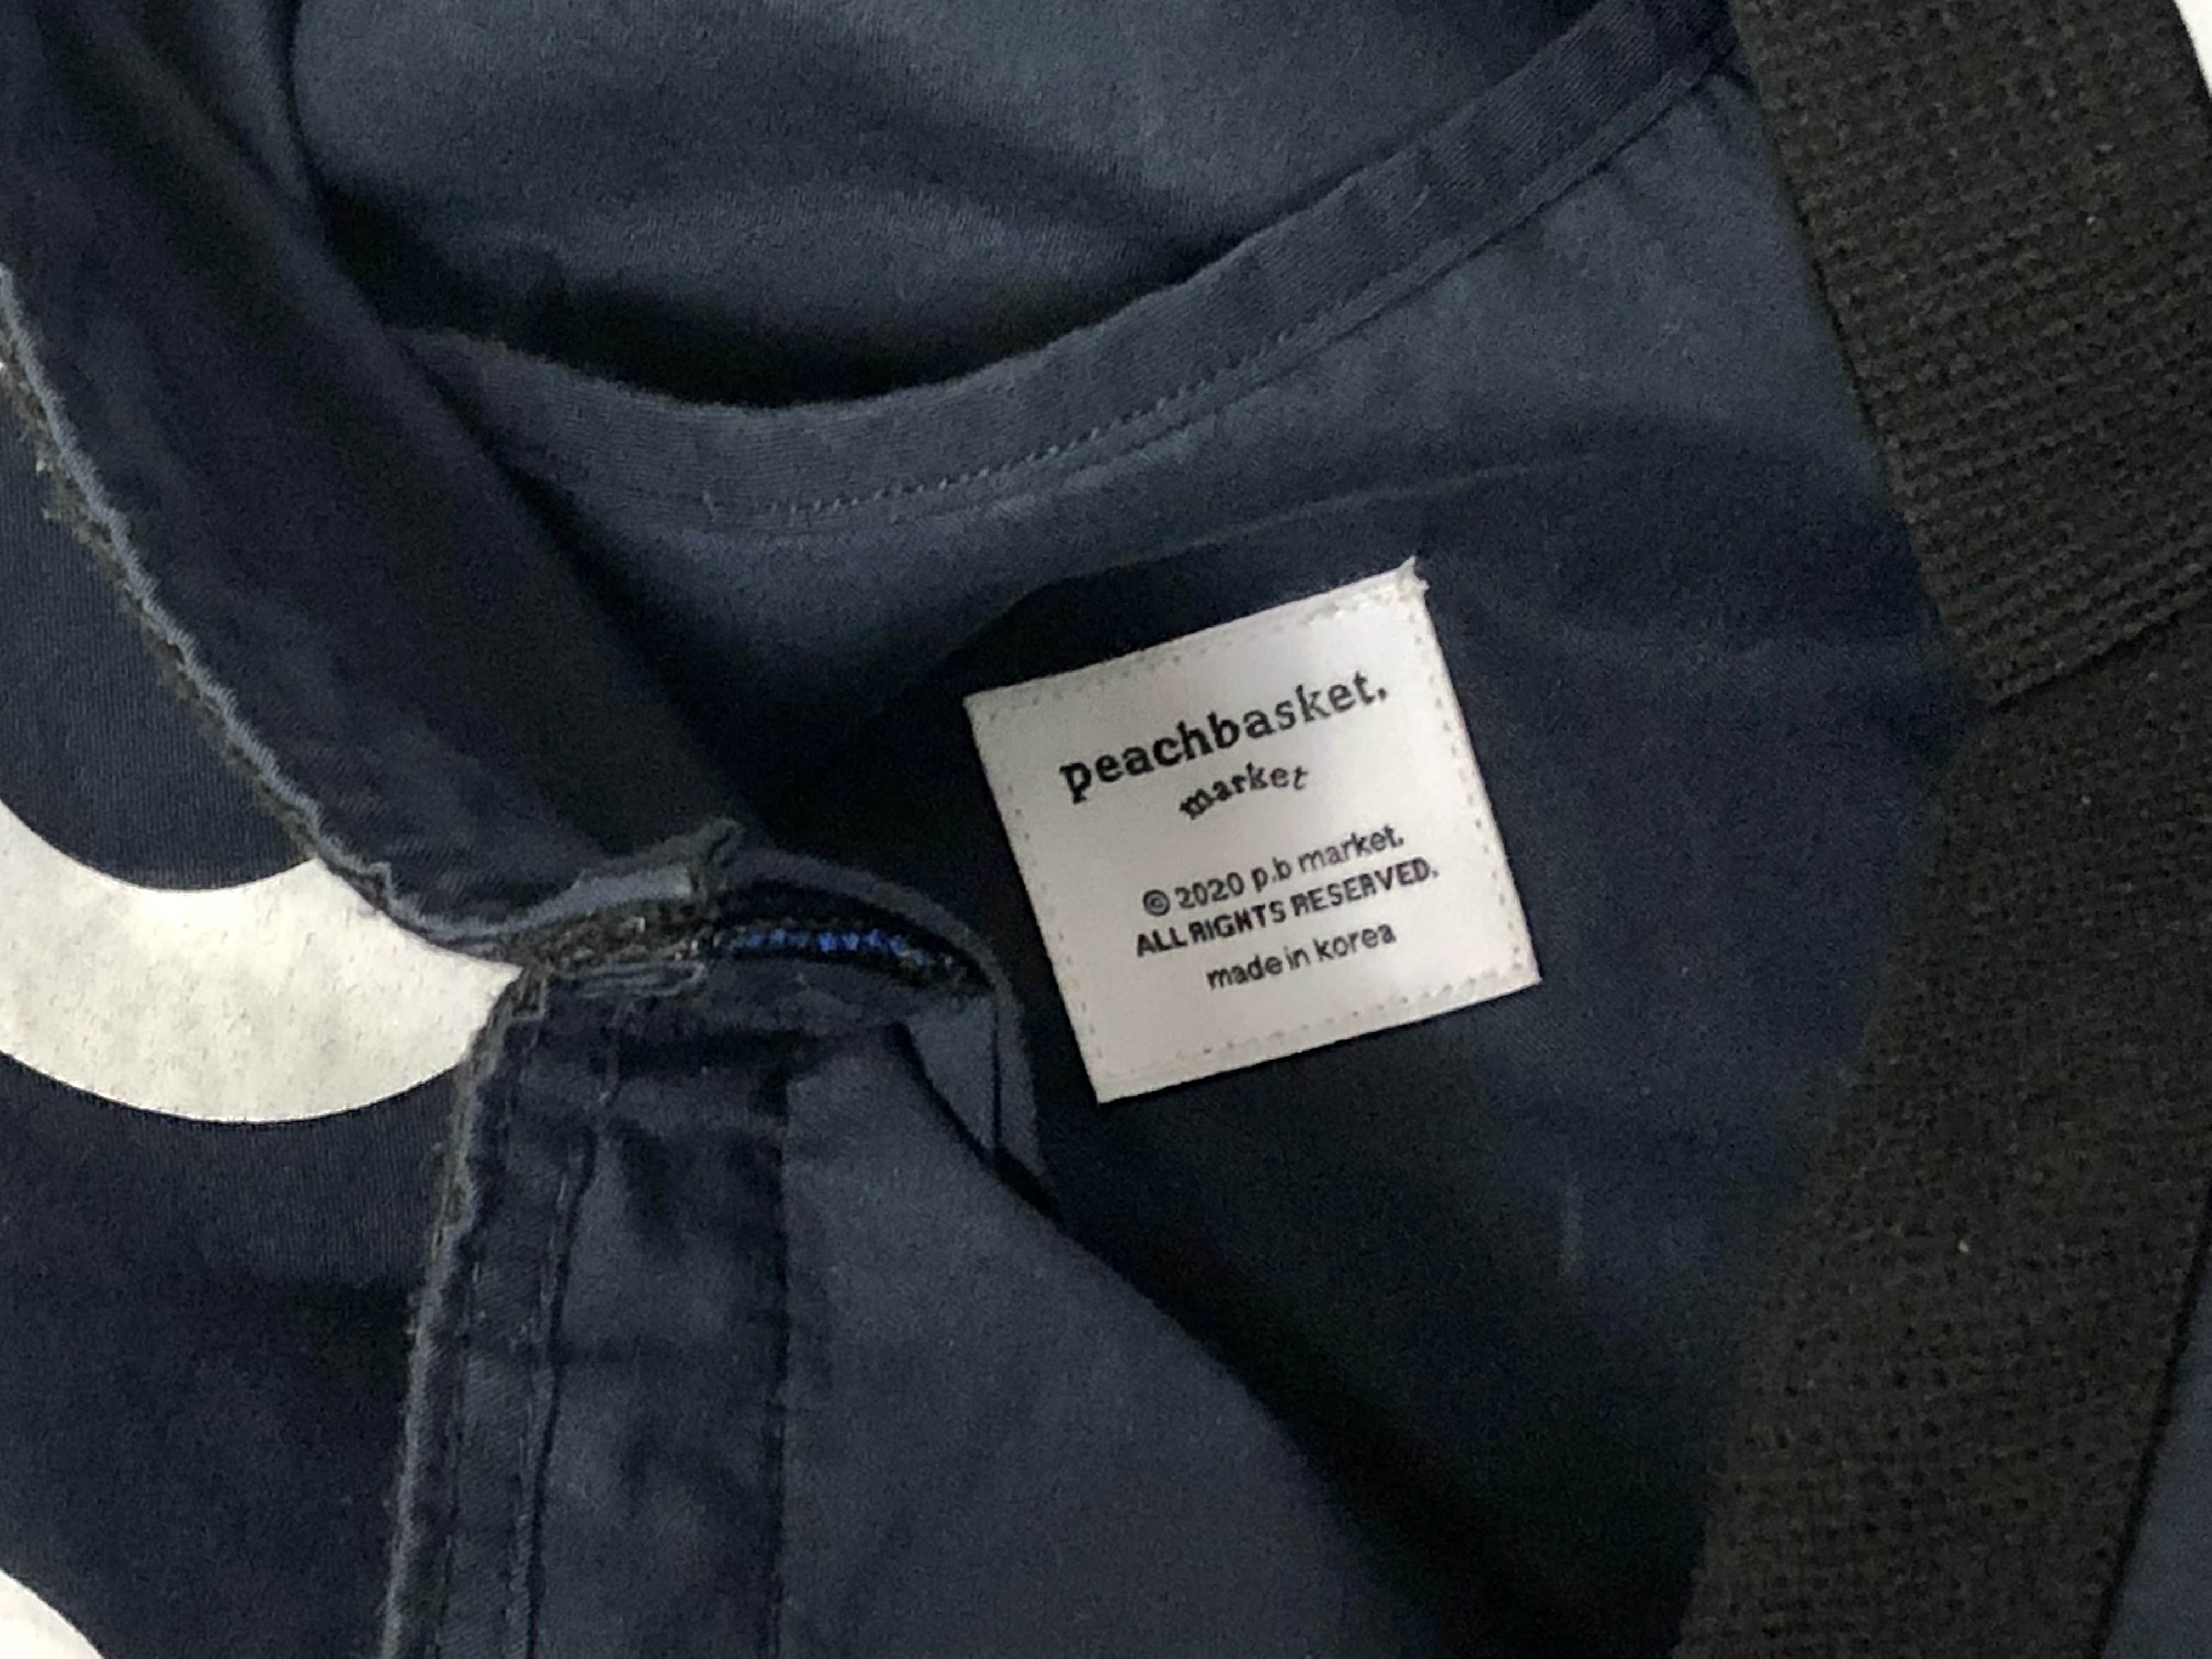 peachbasket.
market
© 2020 p.b market.
ALL RIGHTS RESERVED.
made in korea